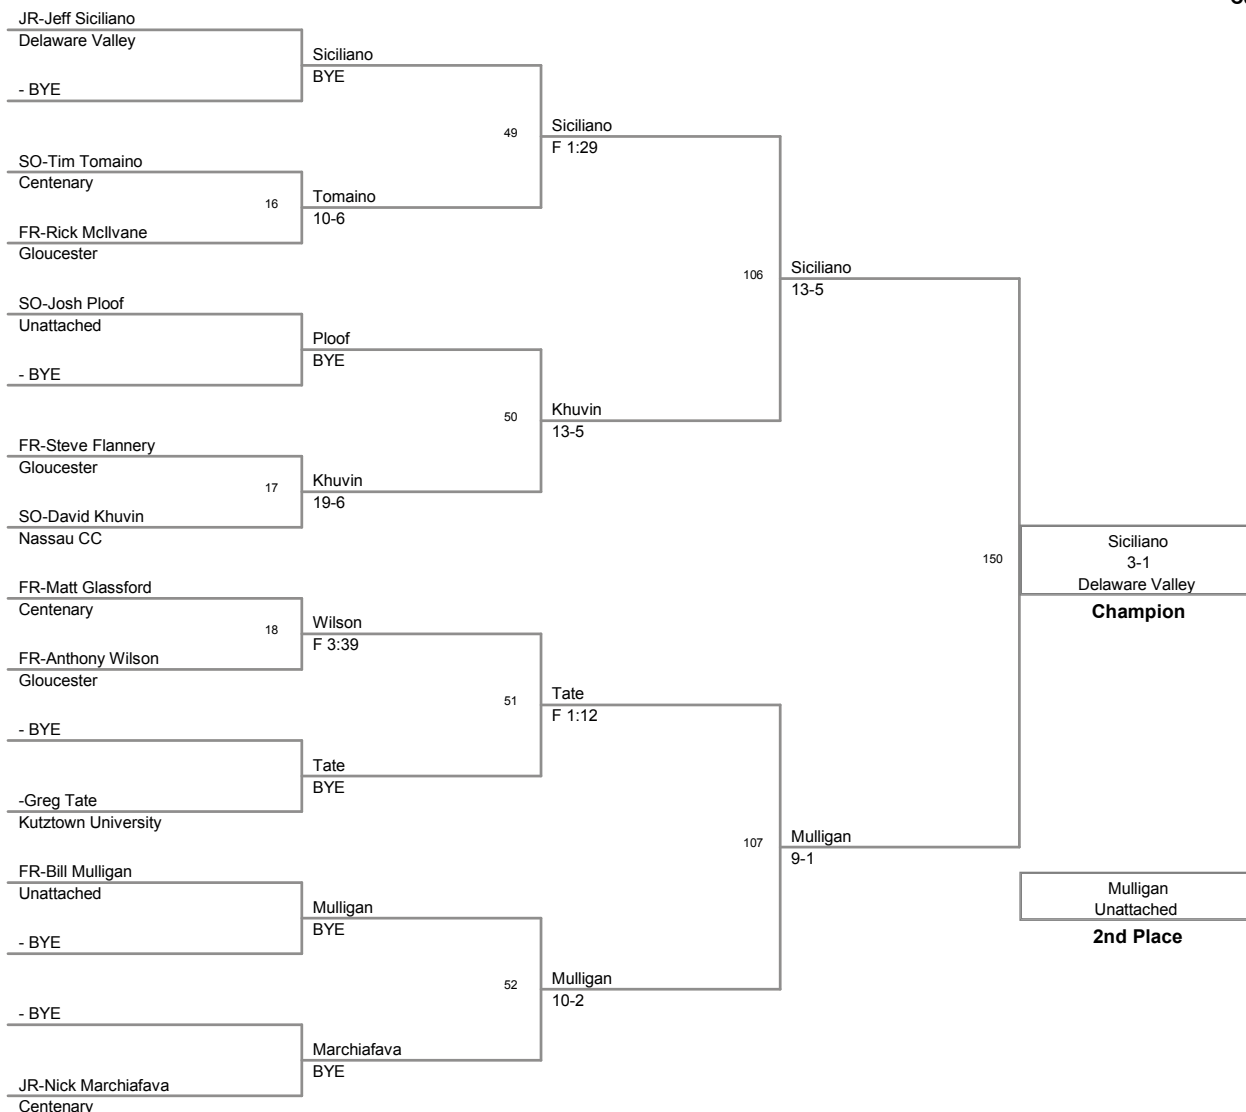 JR-Jeff Siciliano
Delaware Valley
Siciliano
BYE
- BYE
49
Siciliano
F 1:29
SO-Tim Tomaino
Centenary
16
Tomaino
10-6
FR-Rick McIlvane
Gloucester
106
Siciliano
13-5
SO-Josh Ploof
Unattached
Ploof
BYE
- BYE
50
Khuvin
13-5
FR-Steve Flannery
Gloucester
17
Khuvin
19-6
SO-David Khuvin
Nassau CC
150
Siciliano
3-1
Delaware Valley
Champion
FR-Matt Glassford
Centenary
18
Wilson
F 3:39
FR-Anthony Wilson
Gloucester
51
Tate
F 1:12
- BYE
Tate
BYE
-Greg Tate
Kutztown University
107
Mulligan
9-1
FR-Bill Mulligan
Unattached
Mulligan
BYE
- BYE
Mulligan
Unattached
2nd Place
52
Mulligan
10-2
- BYE
Marchiafava
BYE
JR-Nick Marchiafava
Centenary